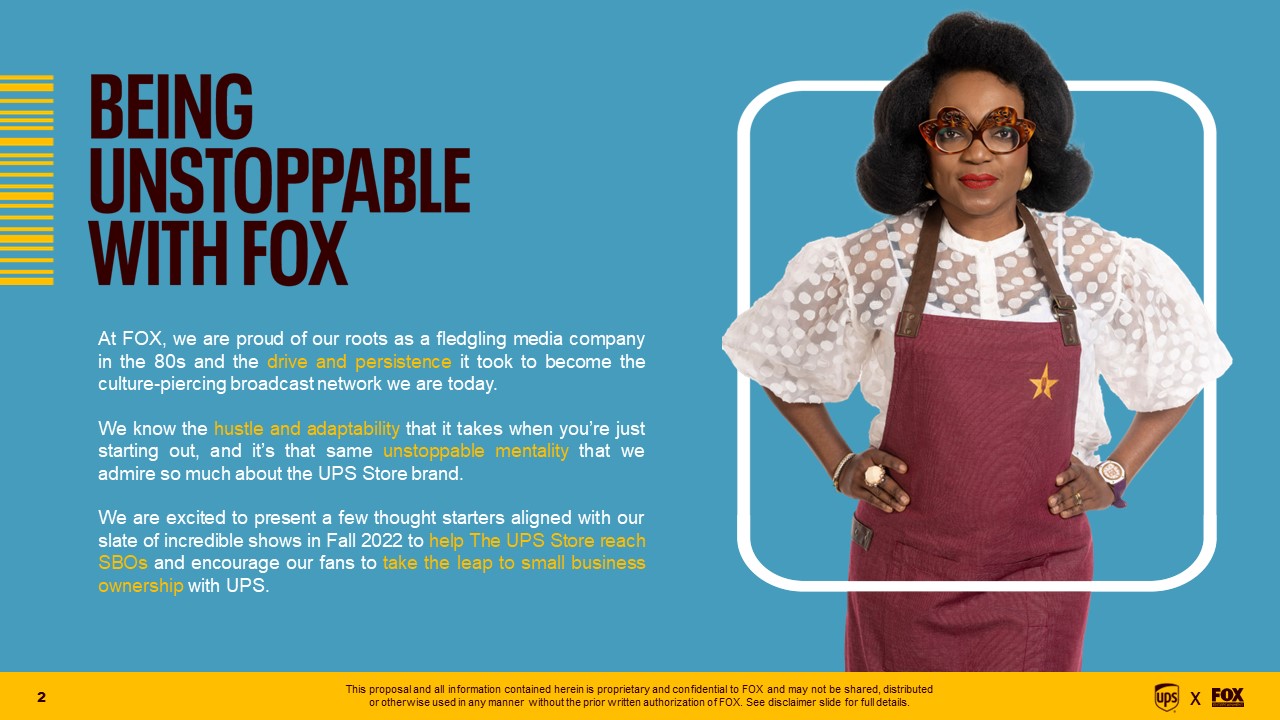 BEING
UNSTOPPABLE
WITH FOX
At FOX, we are proud of our roots as a fledgling media company
in the 80s and the drive and persistence it took to become the
culture-piercing broadcast network we are today.
We know the hustle and adaptability that it takes when you’re just
starting out, and it’s that same unstoppable mentality that we
admire so much about the UPS Store brand.
We are excited to present a few thought starters aligned with our
slate of incredible shows in Fall 2022 to help The UPS Store reach
SBOs and encourage our fans to take the leap to small business
ownership with UPS.
2
This proposal and all information contained herein is proprietary and confidential to FOX and may not be shared, distributed
or otherwise used in any manner without the prior written authorization of FOX. See disclaimer slide for full details.
ups X FOX